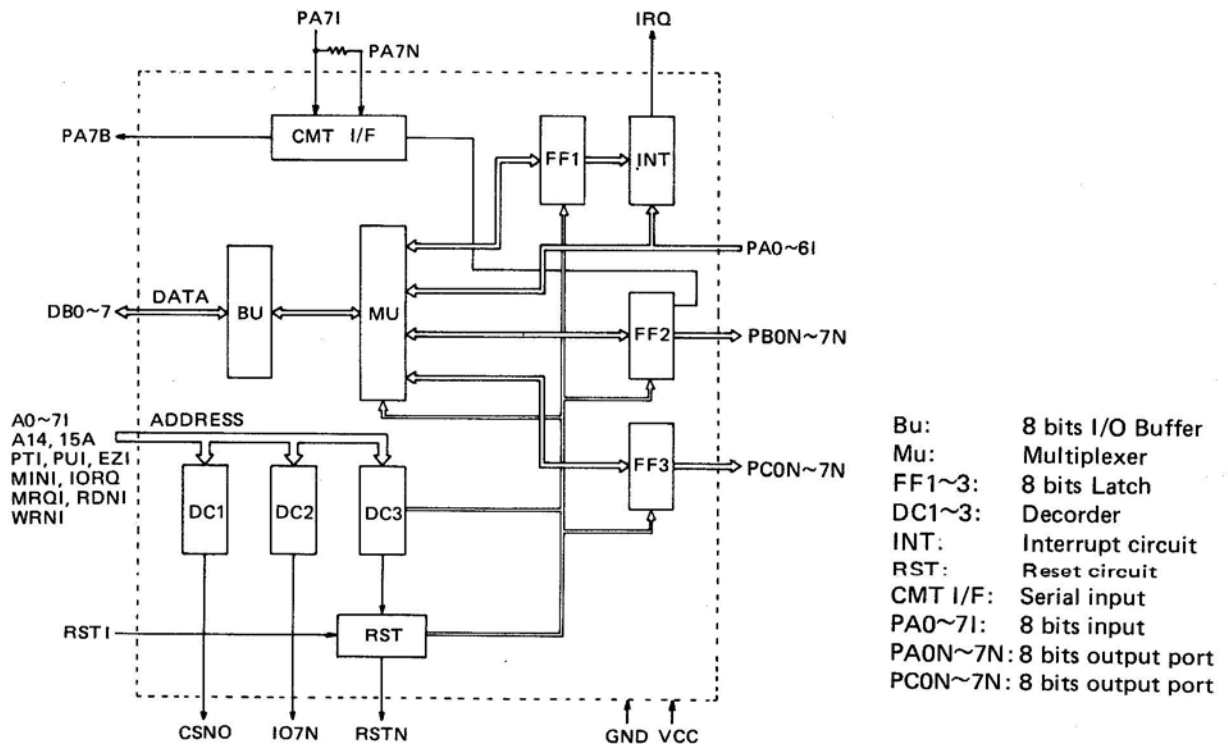 PA7I
IRQ
PA7N
PA7B
CMT I/F
FF1
INT
PA0~6I
DB0~7
DATA
BU
MU
FF2
PB0N~7N
A0~7I
A14, 15A
PTI, PUI, EZI
MINI, IORQ
MRQI, RDNI
WRNI
ADDRESS
DC1
DC2
DC3
FF3
PC0N~7N
RSTI
RST
CSNO
IO7N
RSTN
GND VCC
Bu: 8 bits I/O Buffer
Mu: Multiplexer
FF1~3: 8 bits Latch
DC1~3: Decorder
INT: Interrupt circuit
RST: Reset circuit
CMT I/F: Serial input
PA0~7I: 8 bits input
PA0N~7N: 8 bits output port
PC0N~7N: 8 bits output port